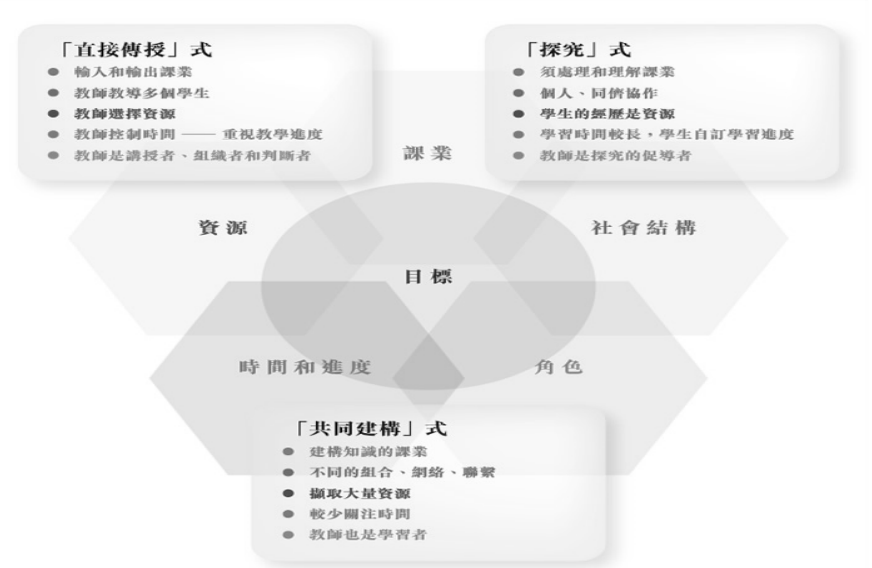 「直接傳授」式
● 輸入和輸出課業
● 教師教導多個學生
● 教師選擇資源
● 教師控制時間 —— 重視教學進度
● 教師是講授者、組織者和判斷者
「探究」式
● 須處理和理解課業
● 個人、同儕協作
● 學生的經歷是資源
● 學習時間較長，學生自訂學習進度
● 教師是探究的促導者
課業
資源
社會結構
目標
時間和進度
角色
「共同建構」式
● 建構知識的課業
● 不同的組合、網絡、聯繫
● 擷取大量資源
● 較少關注時間
● 教師也是學習者